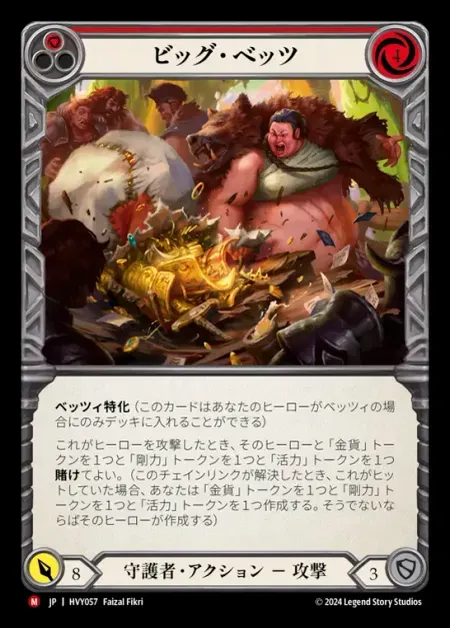 ビッグ・ベッツ
4
ベッツィ特化 (このカードはあなたのヒーローがベッツィの場
合にのみデッキに入れることができる)
これがヒーローを攻撃したとき、そのヒーローと「金貨」トー
クンを1つと「剛力」トークンを1つと「活力」トークンを1つ
賭けてよい。(このチェインリンクが解決したとき、これがヒッ
トしていた場合、あなたは「金貨」トークンを1つと「剛力」トー
クンを1つと「活力」トークンを1つ作成する。そうでないな
らばそのヒーローが作成する)
8
守護者・アクション － 攻撃
3
M JP | HVY057 Faizal Fikri
© 2024 Legend Story Studios